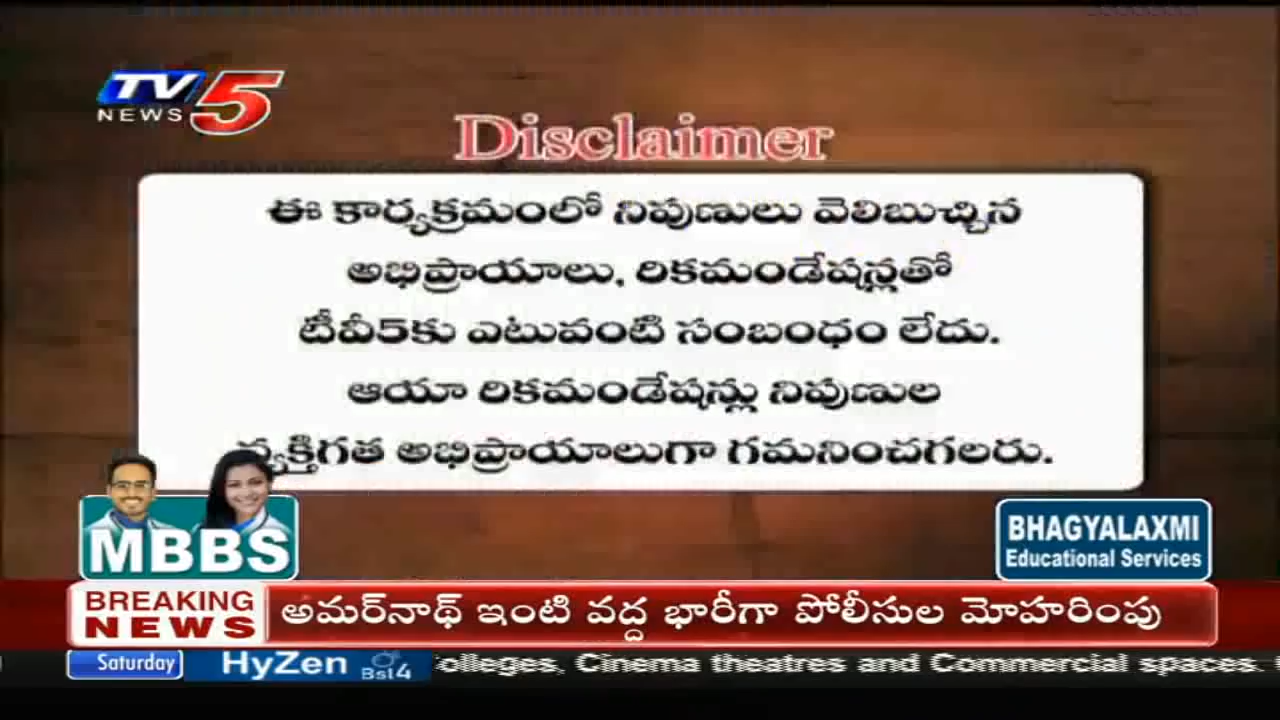 TV5
NEWS
Disclaimer
ఈ కార్యక్రమంలో నిపుణులు వెలిబుచ్చిన
అభిప్రాయాలు, రికమండేషన్లతో
టీవీ5కు ఎటువంటి సంబంధం లేదు.
ఆయా రికమండేషన్లు నిపుణుల
వ్యక్తిగత అభిప్రాయాలుగా గమనించగలరు.
MBBS
BHAGYALAXMI
Educational Services
BREAKING
NEWS
అమర్‌నాథ్ ఇంటి వద్ద భారీగా పోలీసుల మోహరింపు
Saturday
HyZen
Bsl4
olleges, Cinema theatres and Commercial spaces.